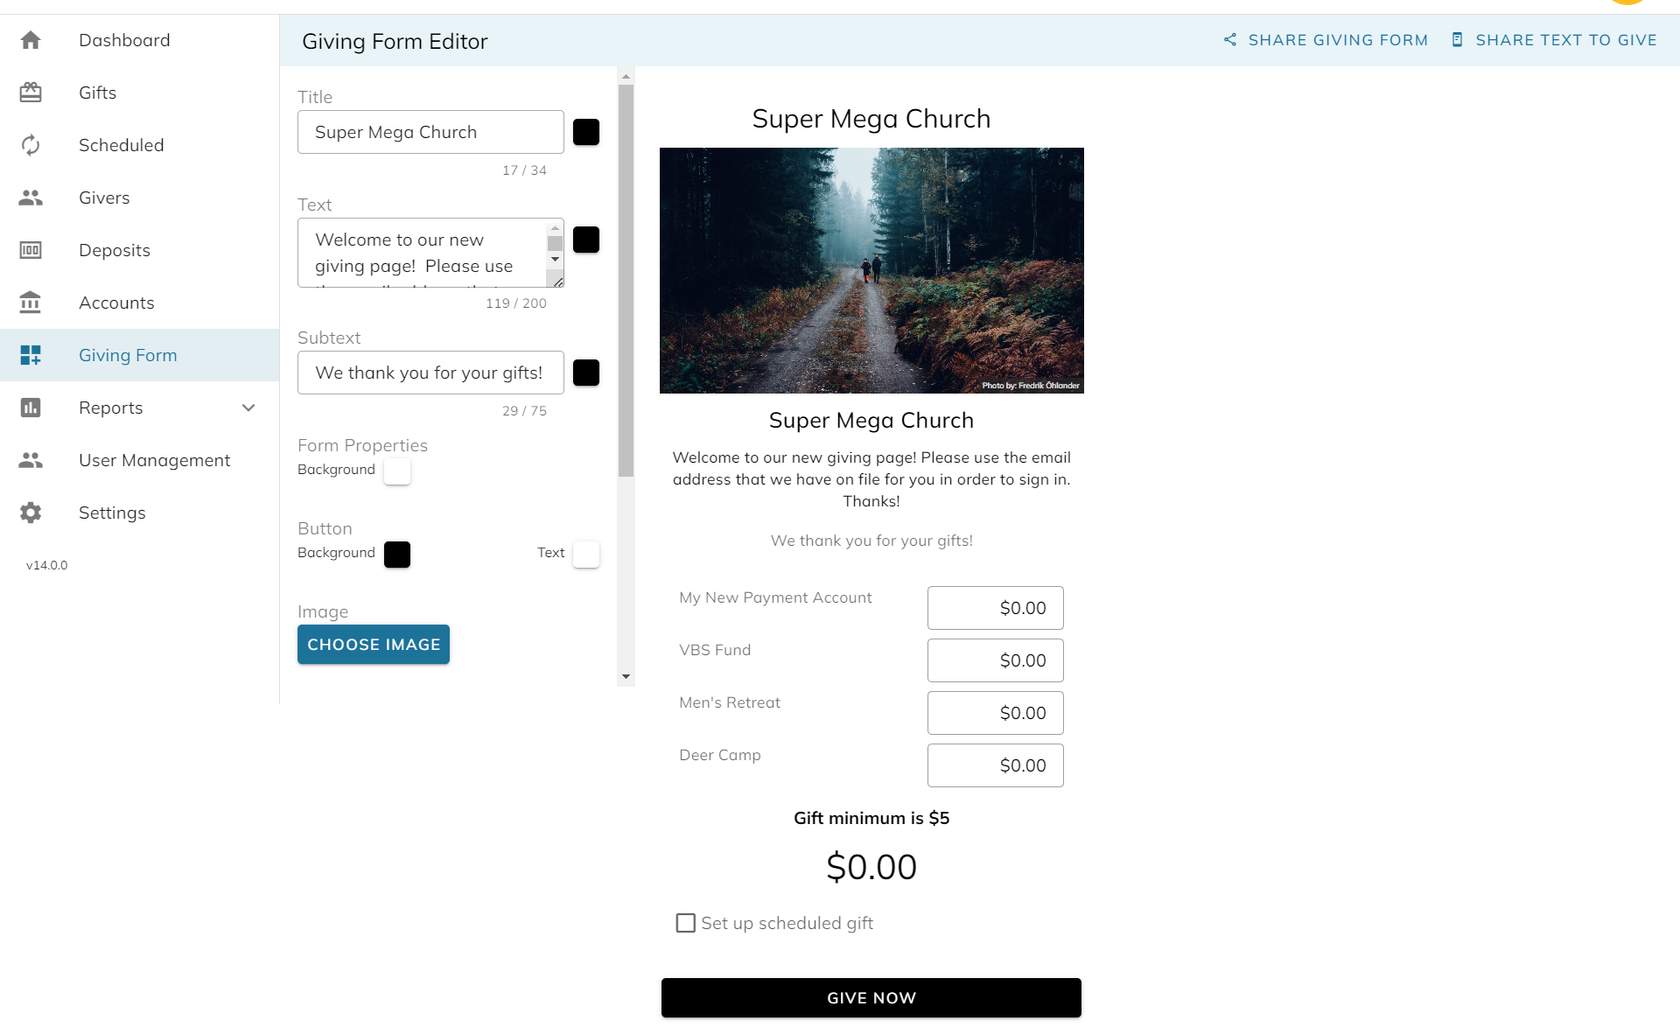 Dashboard
Gifts
Scheduled
Givers
Deposits
Accounts
Giving Form
Reports
User Management
Settings
v14.0.0
Giving Form Editor
SHARE GIVING FORM
SHARE TEXT TO GIVE
Title
Super Mega Church
17 / 34
Text
Welcome to our new
giving page!  Please use
119 / 200
Subtext
We thank you for your gifts!
29 / 75
Form Properties
Background
Button
Background
Text
Image
CHOOSE IMAGE
Super Mega Church
Photo by: Fredrik Öhlander
Super Mega Church
Welcome to our new giving page! Please use the email
address that we have on file for you in order to sign in.
Thanks!
We thank you for your gifts!
My New Payment Account
$0.00
VBS Fund
$0.00
Men's Retreat
$0.00
Deer Camp
$0.00
Gift minimum is $5
$0.00
Set up scheduled gift
GIVE NOW